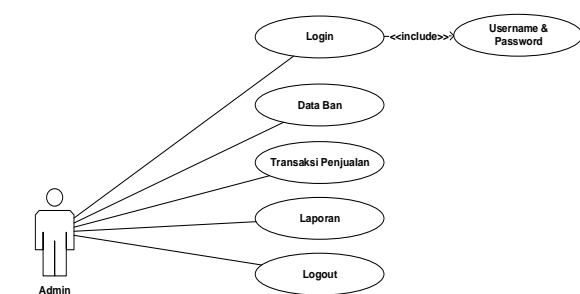 Login
<<include>>
Username &
Password
Data Ban
Transaksi Penjualan
Laporan
Logout
Admin